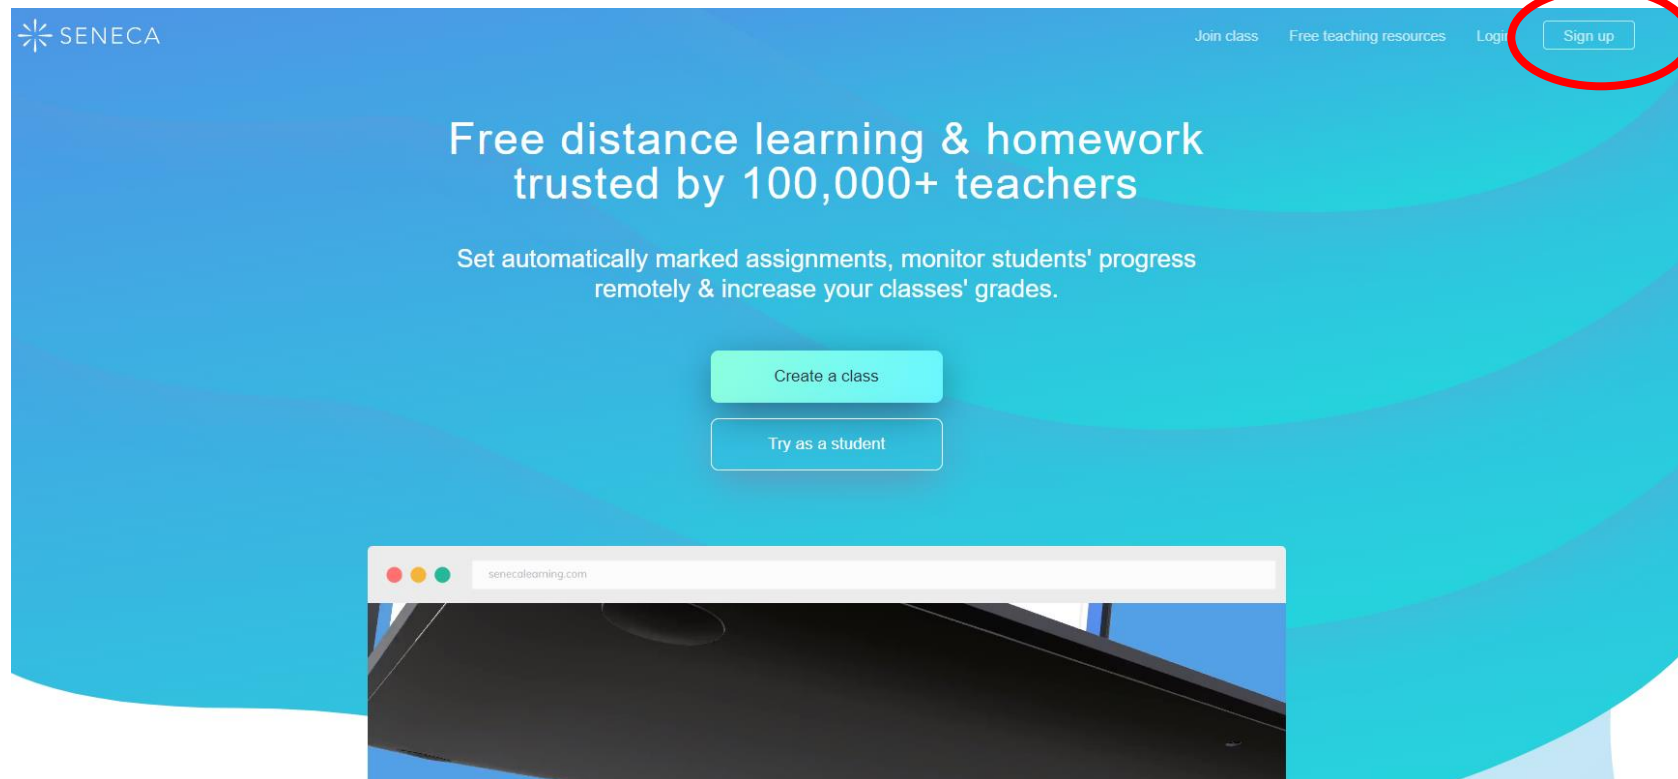 SENECA
Join class
Free teaching resources
Login
Sign up
Free distance learning & homework
trusted by 100,000+ teachers
Set automatically marked assignments, monitor students' progress
remotely & increase your classes' grades.
Create a class
Try as a student
senecalearning.com